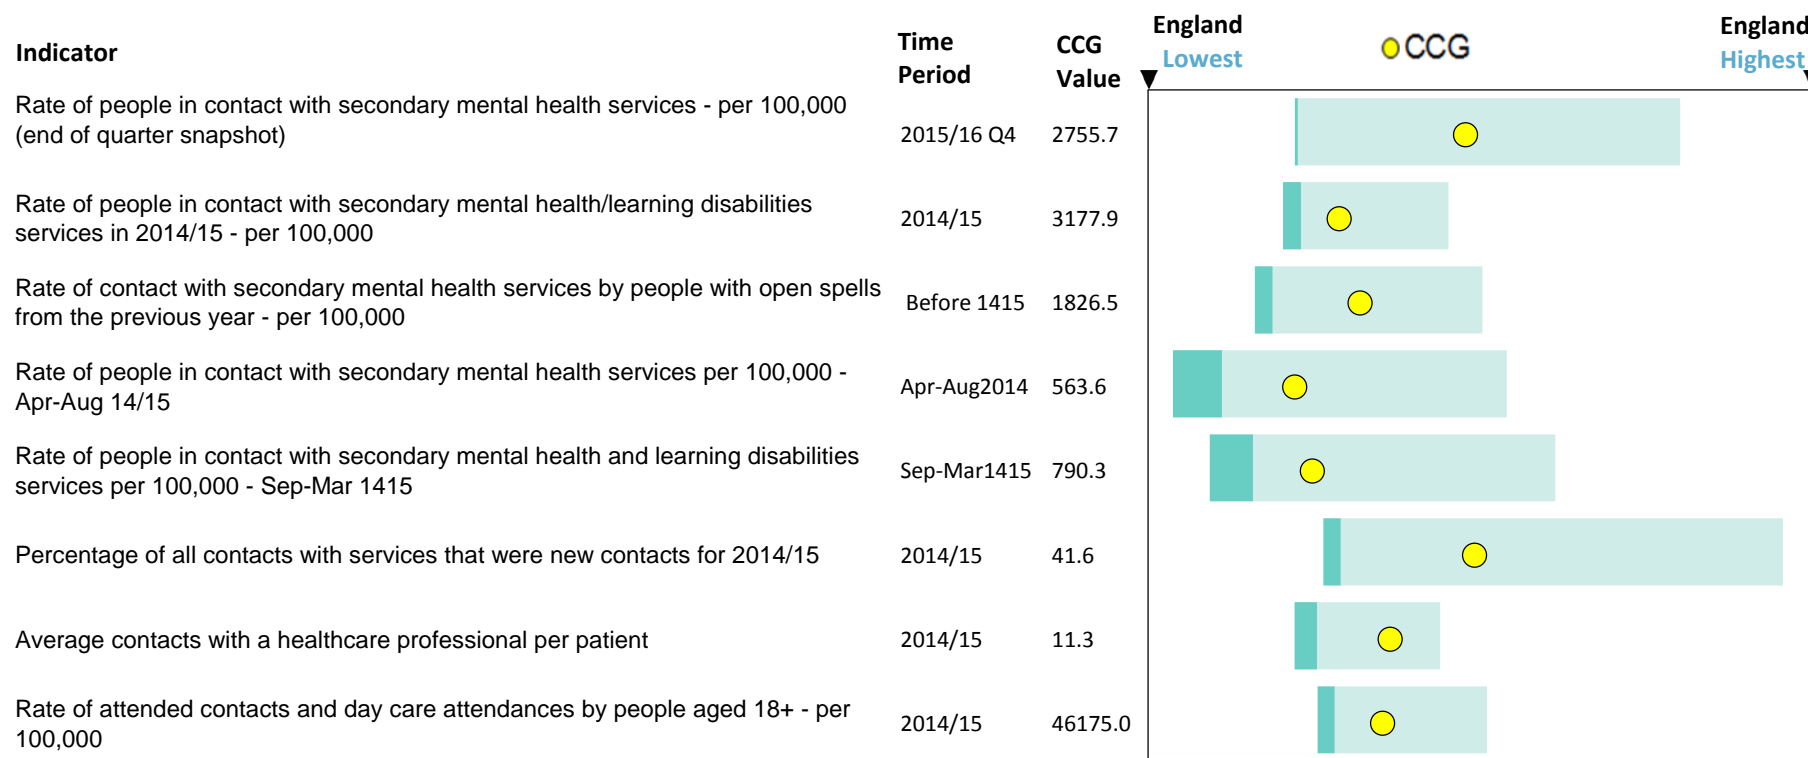 Indicator
Time
Period
CCG
Value
England
Lowest
CCG
England
Highest
Rate of people in contact with secondary mental health services - per 100,000
(end of quarter snapshot)
2015/16 Q4
2755.7
Rate of people in contact with secondary mental health/learning disabilities
services in 2014/15 - per 100,000
2014/15
3177.9
Rate of contact with secondary mental health services by people with open spells
from the previous year - per 100,000
Before 1415
1826.5
Rate of people in contact with secondary mental health services per 100,000 -
Apr-Aug 14/15
Apr-Aug2014
563.6
Rate of people in contact with secondary mental health and learning disabilities
services per 100,000 - Sep-Mar 1415
Sep-Mar1415
790.3
Percentage of all contacts with services that were new contacts for 2014/15
2014/15
41.6
Average contacts with a healthcare professional per patient
2014/15
11.3
Rate of attended contacts and day care attendances by people aged 18+ - per
100,000
2014/15
46175.0